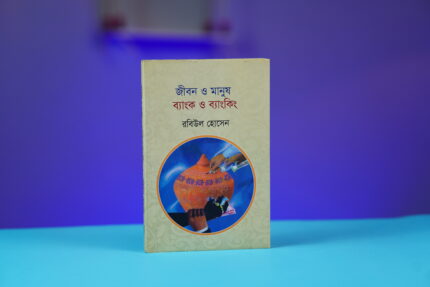 জীবন ও মানুষ
ব্যাংক ও ব্যাংকিং
রবিউল হোসেন